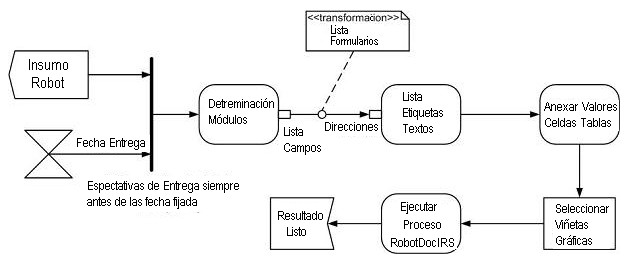 <<transformaxion>>
Lista
Formularios
Insumo
Robot
Fecha Entrega
Espectativas de Entrega siempre
antes de las fecha fijada
Detreminación
Módulos
Lista
Campos
Direcciones
Lista
Etiquetas
Textos
Anexar Valores
Celdas Tablas
Seleccionar
Viñetas
Gráficas
Ejecutar
Proceso
RobotDocIRS
Resultado
Listo